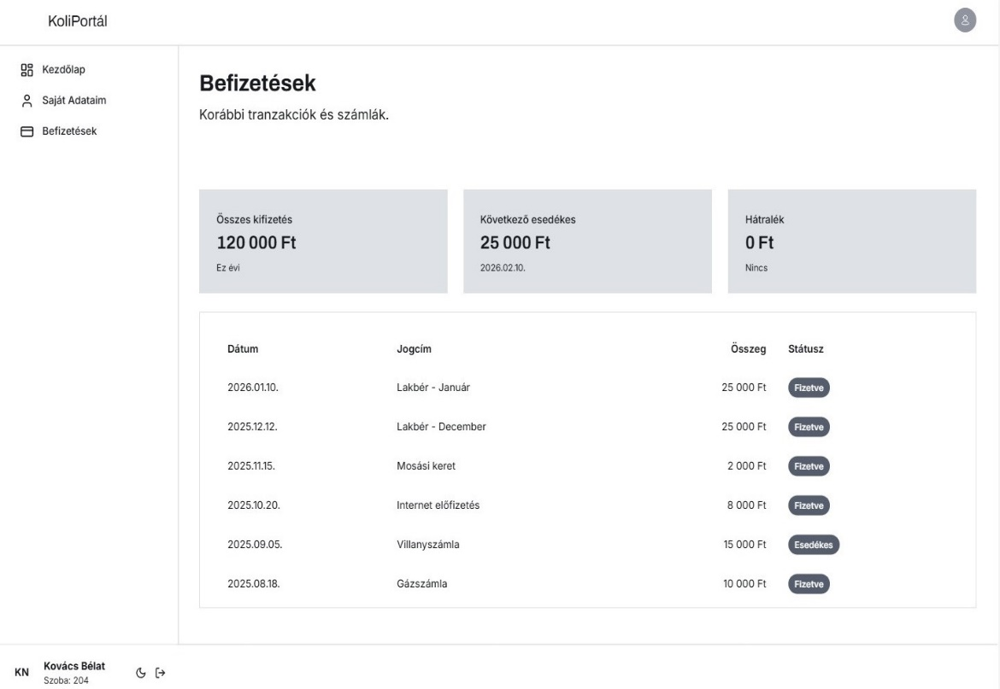 KoliPortál
Kezdőlap
Saját Adataim
Befizetések
Befizetések
Korábbi tranzakciók és számlák.
Összes kifizetés
120 000 Ft
Ez évi
Következő esedékes
25 000 Ft
2026.02.10.
Hátralék
0 Ft
Nincs
Dátum Jogcím Összeg Státusz
2026.01.10. Lakbér - Január 25 000 Ft Fizetve
2025.12.12. Lakbér - December 25 000 Ft Fizetve
2025.11.15. Mosási keret 2 000 Ft Fizetve
2025.10.20. Internet előfizetés 8 000 Ft Fizetve
2025.09.05. Villanyszámla 15 000 Ft Esedékes
2025.08.18. Gázszámla 10 000 Ft Fizetve
KN
Kovács Bélat
Szoba: 204